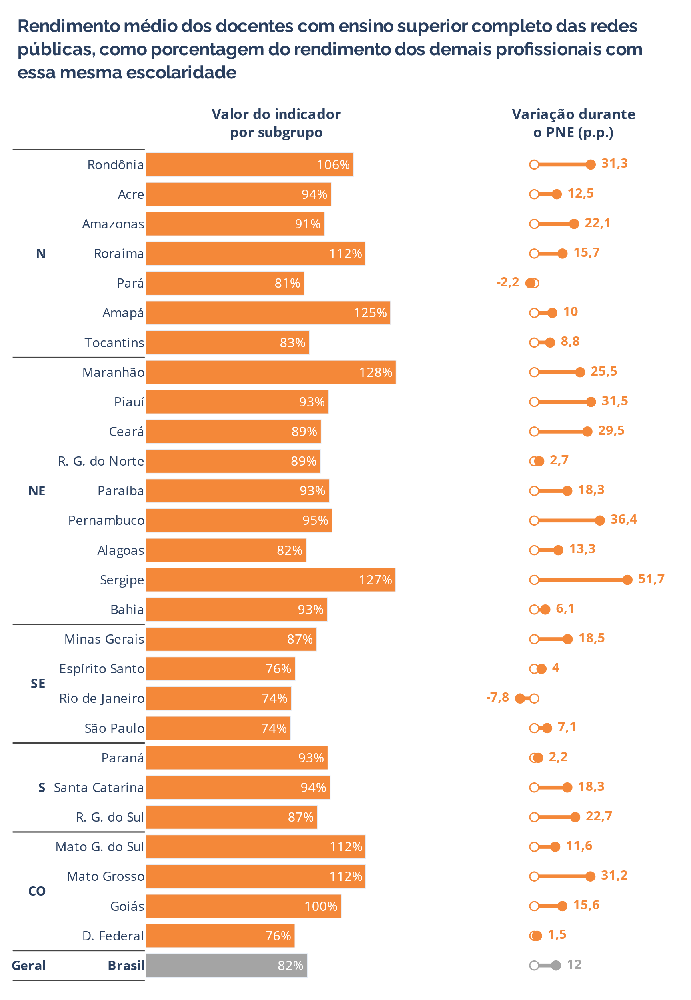 Rendimento médio dos docentes com ensino superior completo das redes
públicas, como porcentagem do rendimento dos demais profissionais com
essa mesma escolaridade
Valor do indicador
por subgrupo
Variação durante
o PNE (p.p.)
Rondônia 106% 31,3
Acre 94% 12,5
Amazonas 91% 22,1
N Roraima 112% 15,7
Pará 81% -2,2
Amapá 125% 10
Tocantins 83% 8,8
Maranhão 128% 25,5
Piauí 93% 31,5
Ceará 89% 29,5
R. G. do Norte 89% 2,7
NE Paraíba 93% 18,3
Pernambuco 95% 36,4
Alagoas 82% 13,3
Sergipe 127% 51,7
Bahia 93% 6,1
Minas Gerais 87% 18,5
Espírito Santo 76% 4
SE
Rio de Janeiro 74% -7,8
São Paulo 74% 7,1
Paraná 93% 2,2
S Santa Catarina 94% 18,3
R. G. do Sul 87% 22,7
Mato G. do Sul 112% 11,6
Mato Grosso 112% 31,2
CO
Goiás 100% 15,6
D. Federal 76% 1,5
Geral Brasil 82% 12